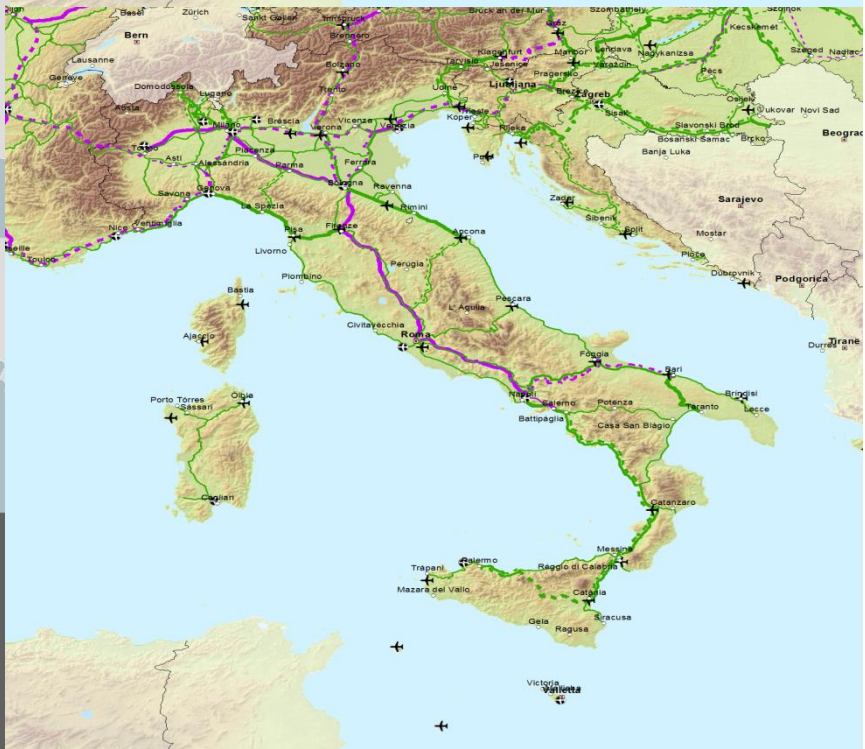 Basel
Zürich
Sankt Gallen
Innsbruck
Bruck an der Mur
Graz
Szombathely
Szolnok
Kecskemét
Bern
Brennero
Klagenfurt
Maribor
Lendava
Nagykanizsa
Szeged
Nadlac
Lausanne
Bolzano
Tarvisio
Jesenice
Pragersko
Varaždin
Pécs
Geneve
Domodossola
Lugano
Trento
Udine
Ljubljana
Zagreb
Osijek
Aosta
Trieste
Koper
Sisak
Vukovar
Novi Sad
Milano
Brescia
Verona
Vicenza
Venezia
Rijeka
Slavonski Brod
Beograd
Torino
Bosanski Samac
Brcko
Piacenza
Asti
Alessandria
Parma
Ferrara
Banja Luka
Savona
Genova
Bologna
Ravenna
Zadar
Sarajevo
La Spezia
Rimini
Nice
Ventimiglia
Pisa
Firenze
Ancona
Sibenik
Split
Mostar
Toulon
Livorno
Perugia
Ploče
Piombino
Dubrovnik
Podgorica
Bastia
L' Aquila
Pescara
Ajaccio
Civitavecchia
Roma
Durres
Tiranë
Foggia
Bari
Porto Torres
Olbia
Sassari
Napoli
Salerno
Potenza
Brindisi
Taranto
Lecce
Battipaglia
Casa San Biagio
Cagliari
Catanzaro
Messina
Palermo
Reggio di Calabria
Trapani
Mazara del Vallo
Catania
Siracusa
Gela
Ragusa
Victoria
Valletta